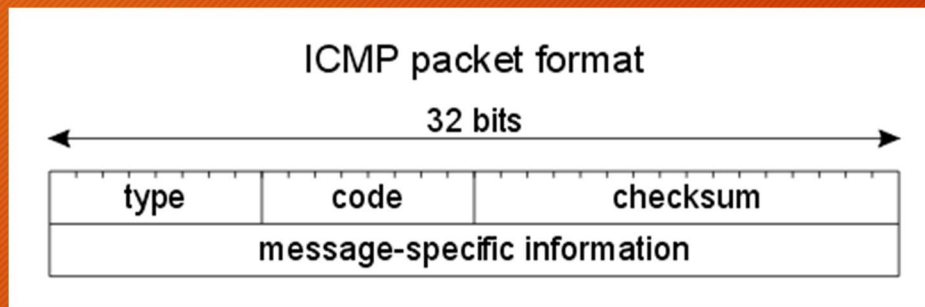 ICMP packet format
32 bits
type code checksum
message-specific information